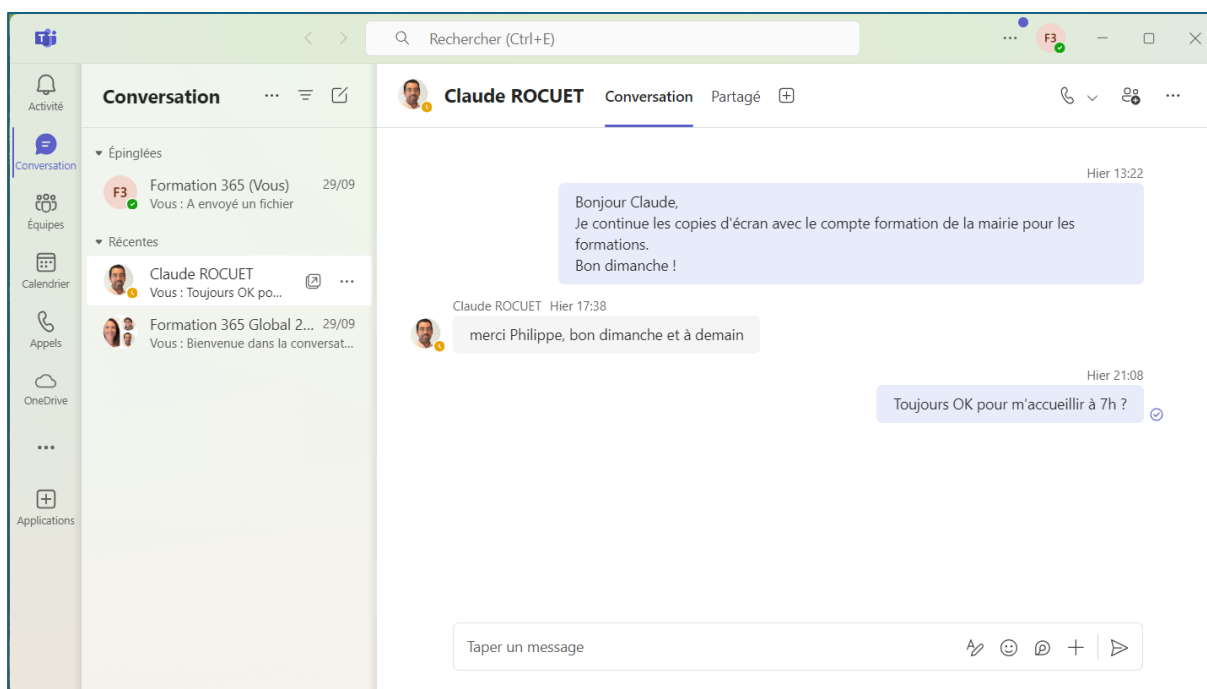 Rechercher (Ctrl+E)
F3
Activité
Conversation
Équipes
Calendrier
Appels
OneDrive
Applications
Conversation
Épinglées
F3
Formation 365 (Vous) 29/09
Vous : A envoyé un fichier
Récentes
Claude ROCUET
Vous : Toujours OK po...
Formation 365 Global 2... 29/09
Vous : Bienvenue dans la conversat...
Claude ROCUET Conversation Partagé
Hier 13:22
Bonjour Claude,
Je continue les copies d'écran avec le compte formation de la mairie pour les
formations.
Bon dimanche !
Claude ROCUET Hier 17:38
merci Philippe, bon dimanche et à demain
Hier 21:08
Toujours OK pour m'accueillir à 7h ?
Taper un message